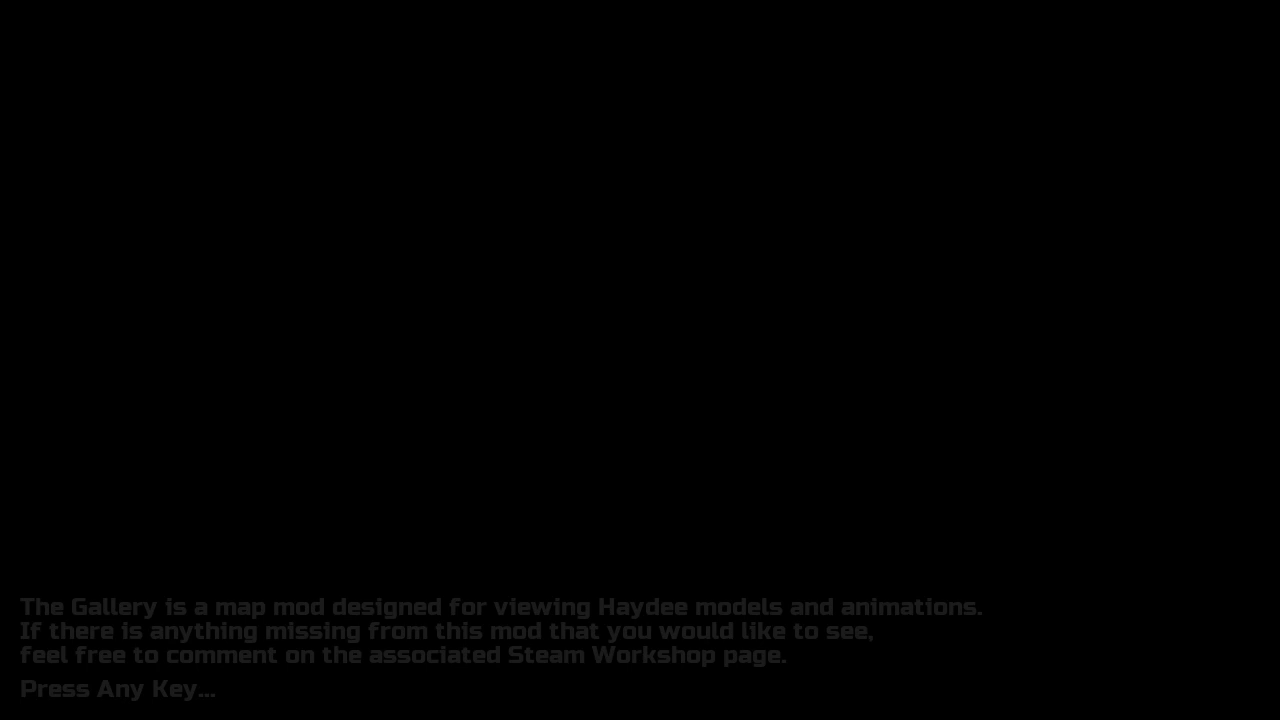 The Gallery is a map mod designed for viewing Haydee models and animations.
If there is anything missing from this mod that you would like to see,
feel free to comment on the associated Steam Workshop page.
Press Any Key...